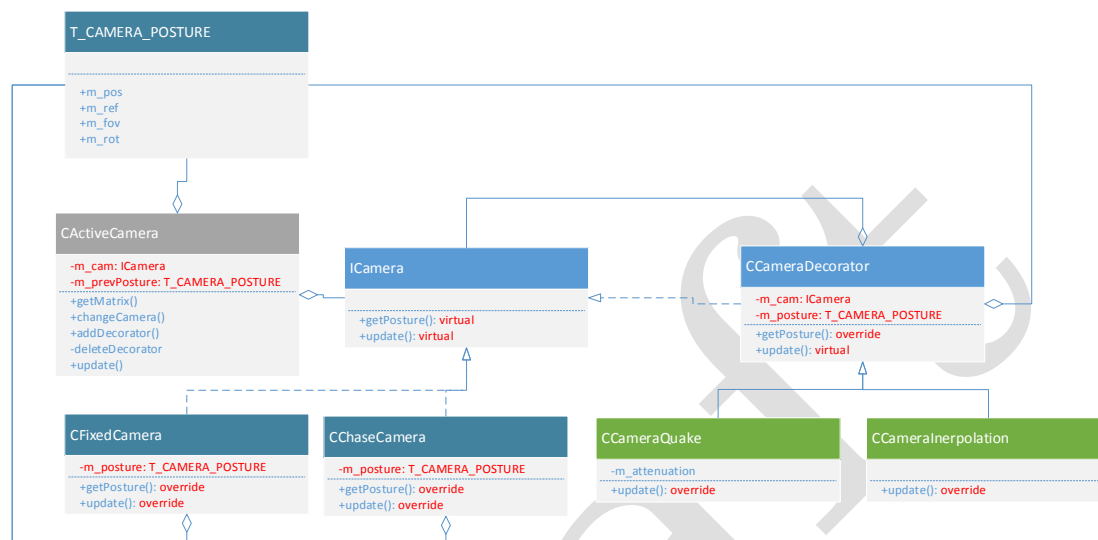 T_CAMERA_POSTURE
+m_pos
+m_ref
+m_fov
+m_rot
CActiveCamera
-m_cam: ICamera
-m_prevPosture: T_CAMERA_POSTURE
+getMatrix()
+changeCamera()
+addDecorator()
-deleteDecorator
+update()
ICamera
+getPosture(): virtual
+update(): virtual
CCameraDecorator
-m_cam: ICamera
-m_posture: T_CAMERA_POSTURE
+getPosture(): override
+update(): virtual
CFixedCamera
-m_posture: T_CAMERA_POSTURE
+getPosture(): override
+update(): override
CChaseCamera
-m_posture: T_CAMERA_POSTURE
+getPosture(): override
+update(): override
CCameraQuake
-m_attenuation
+update(): override
CCameraInerpolation
+update(): override